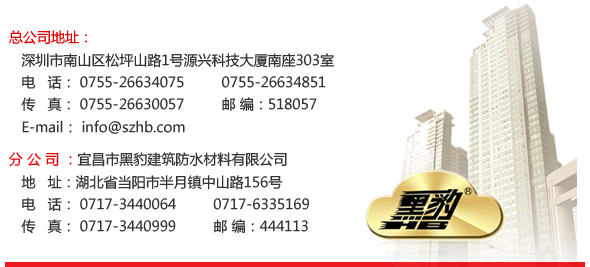 总公司地址：
深圳市南山区松坪山路1号源兴科技大厦南座303室
电 话： 0755-26634075 0755-26634851
传 真： 0755-26630057 邮 编：518057
E-mail： info@szhb.com
分 公 司 ：宜昌市黑豹建筑防水材料有限公司
地 址：湖北省当阳市半月镇中山路156号
电 话： 0717-3440064 0717-6335169
传 真： 0717-3440999 邮 编：444113
黑豹®
HB